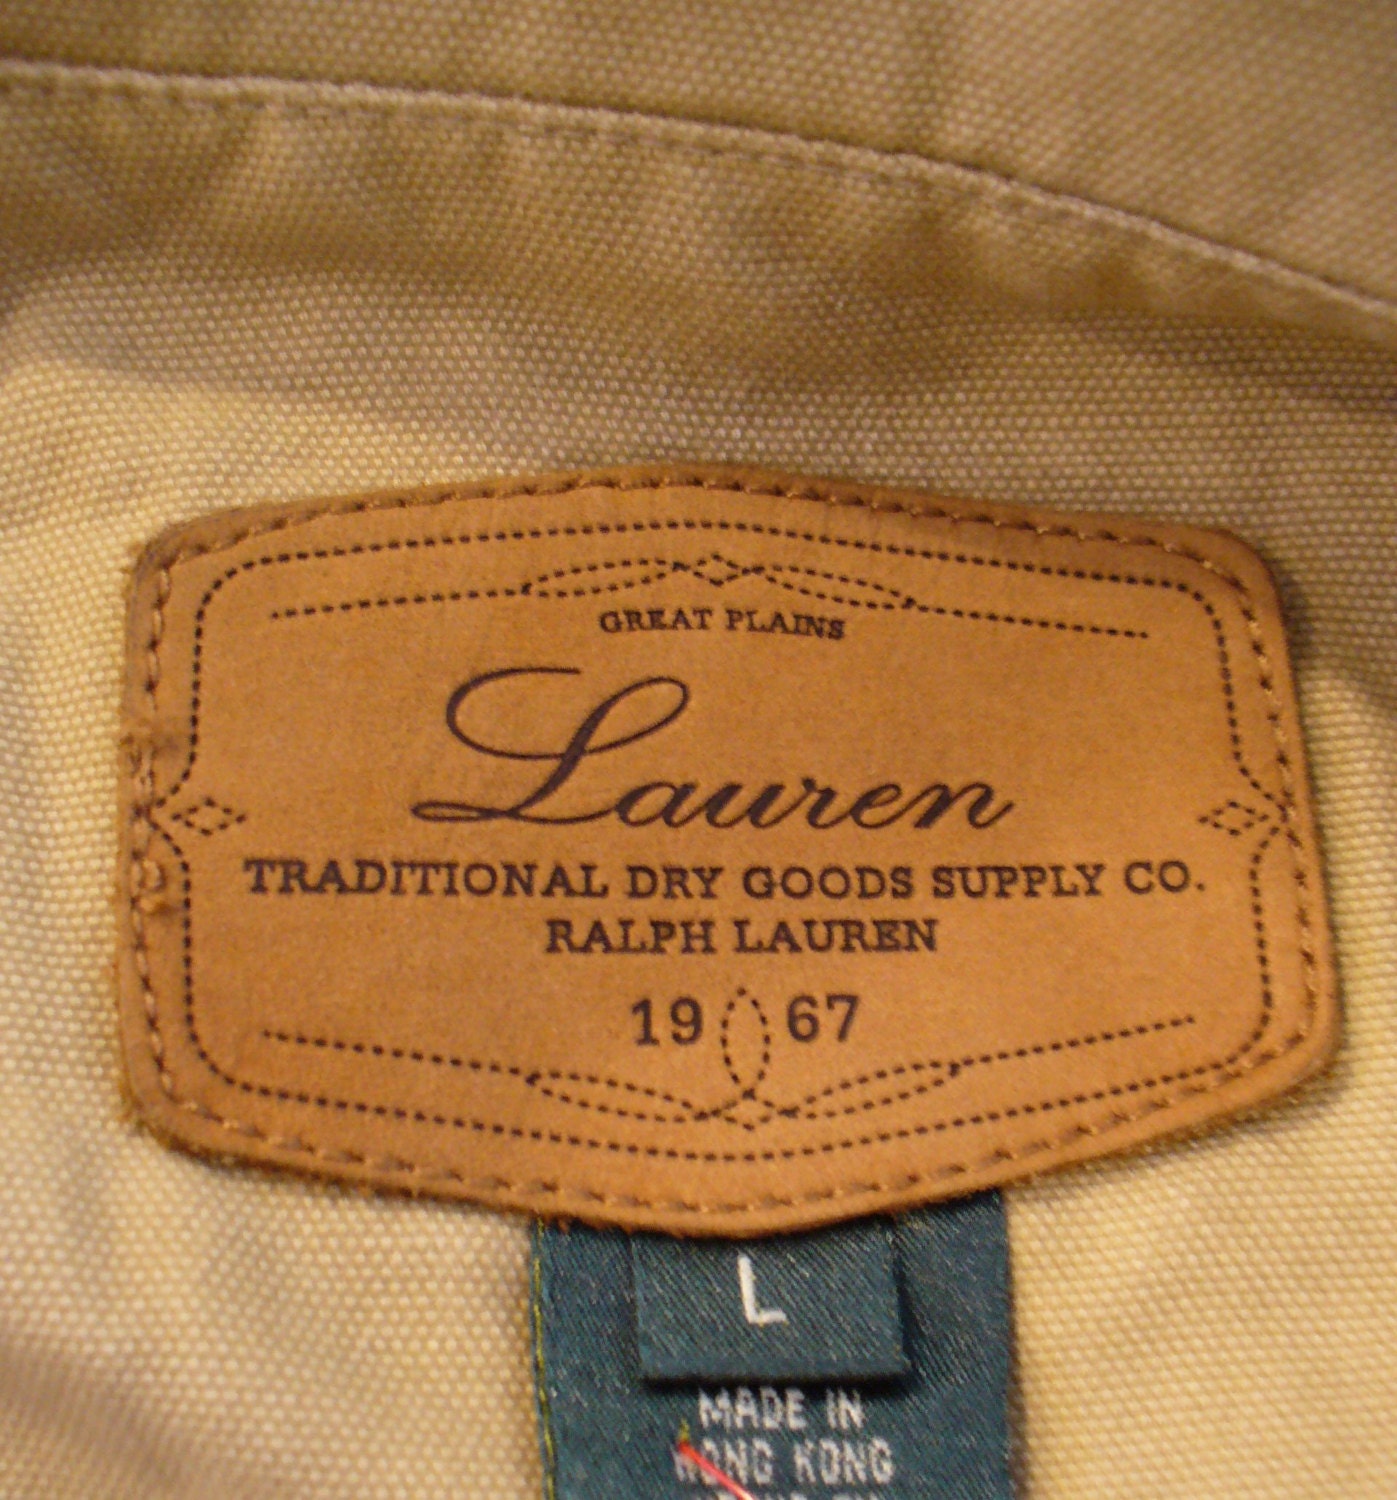 GREAT PLAINS
Lauren
TRADITIONAL DRY GOODS SUPPLY CO.
RALPH LAUREN
19 67
L
MADE IN
HONG KONG